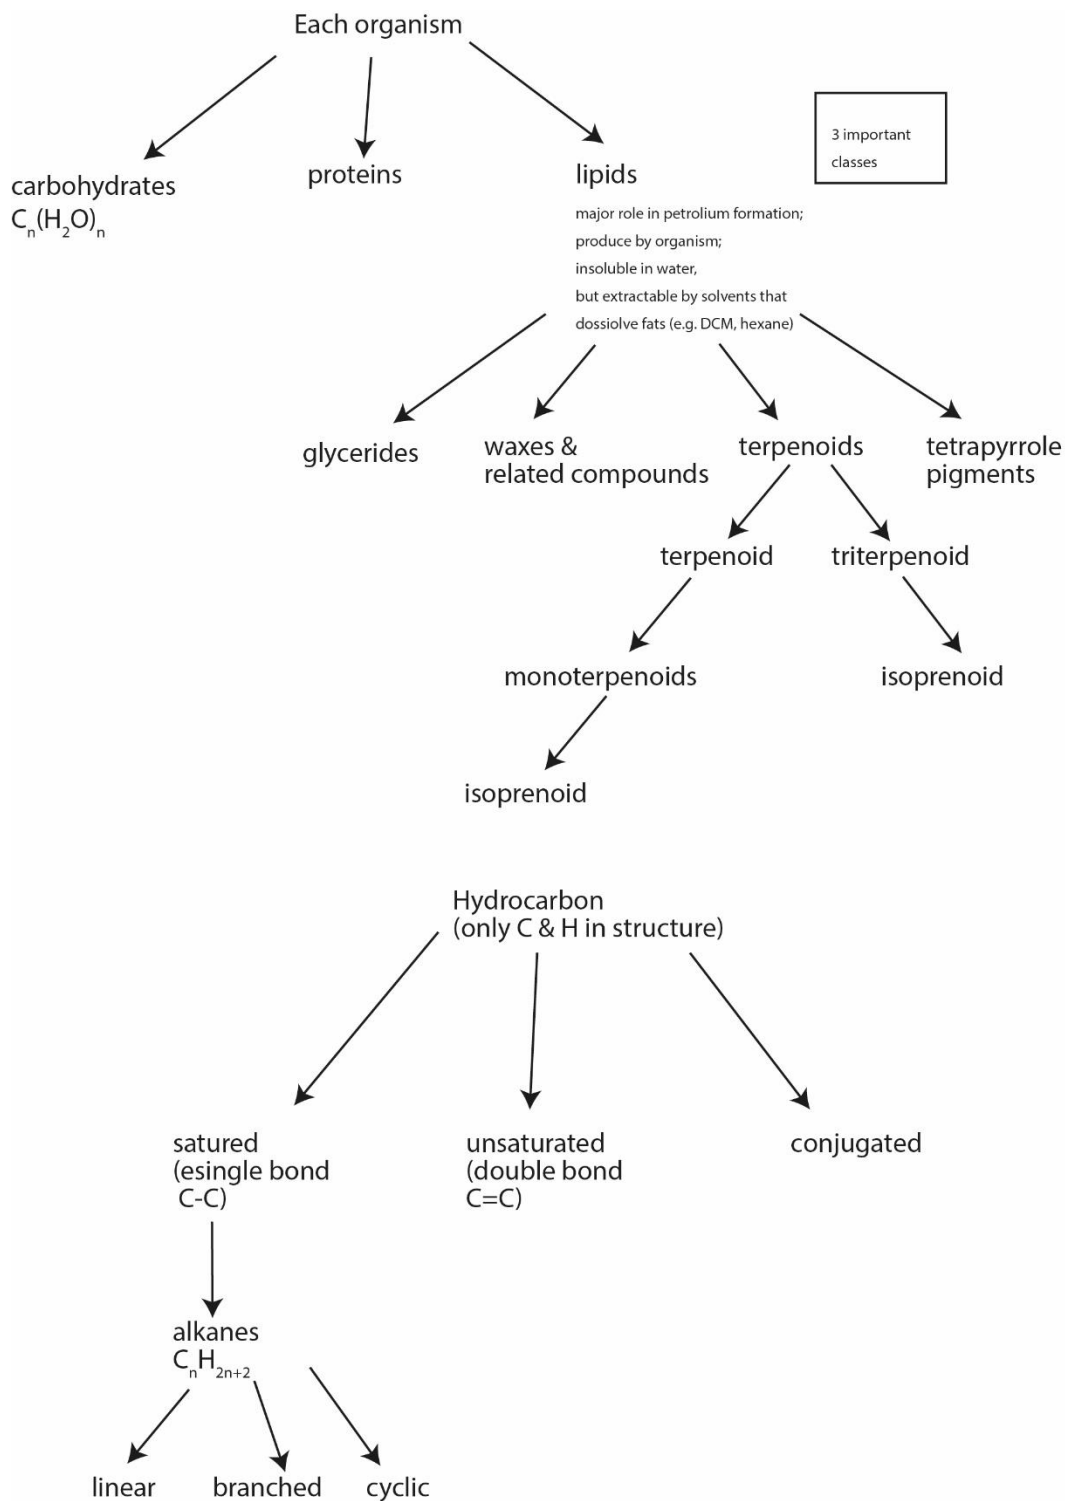 Each organism
3 important
classes
carbohydrates
Cn(H2O)n
proteins
lipids
major role in petrolium formation;
produce by organism;
insoluble in water,
but extractable by solvents that
dossiolve fats (e.g. DCM, hexane)
glycerides
waxes &
related compounds
terpenoids
tetrapyrrole
pigments
terpenoid
triterpenoid
monoterpenoids
isoprenoid
isoprenoid
Hydrocarbon
(only C & H in structure)
satured
(esingle bond
C-C)
unsaturated
(double bond
C=C)
conjugated
alkanes
CnH2n+2
linear
branched
cyclic